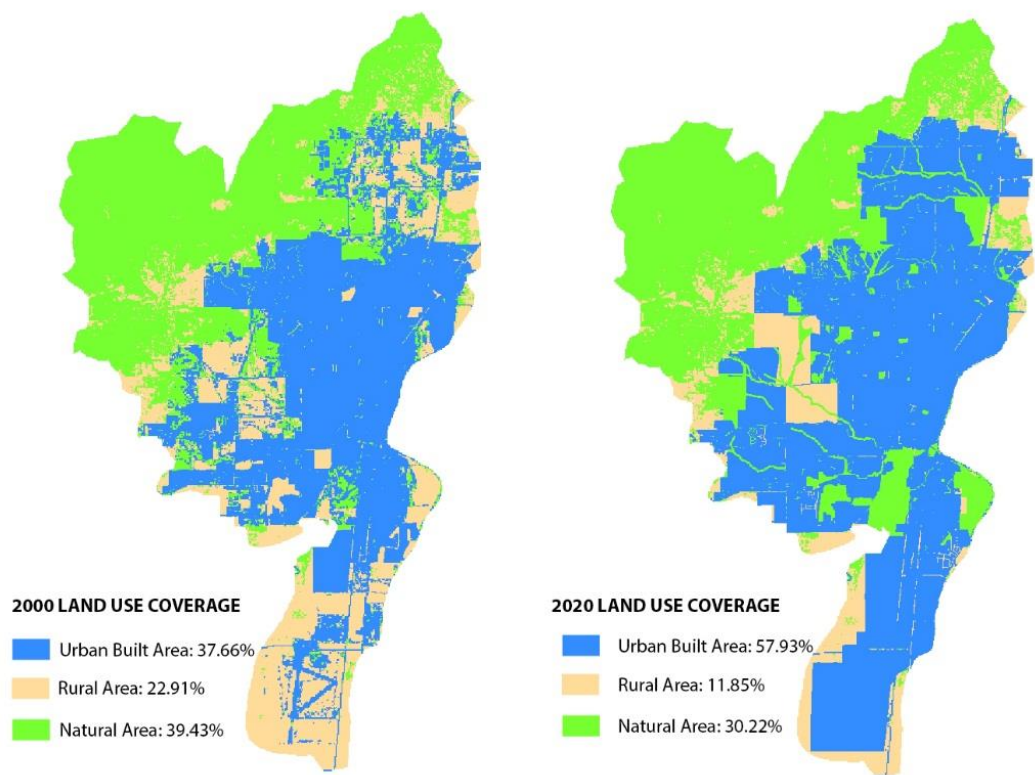 2000 LAND USE COVERAGE
Urban Built Area: 37.66%
Rural Area: 22.91%
Natural Area: 39.43%
2020 LAND USE COVERAGE
Urban Built Area: 57.93%
Rural Area: 11.85%
Natural Area: 30.22%